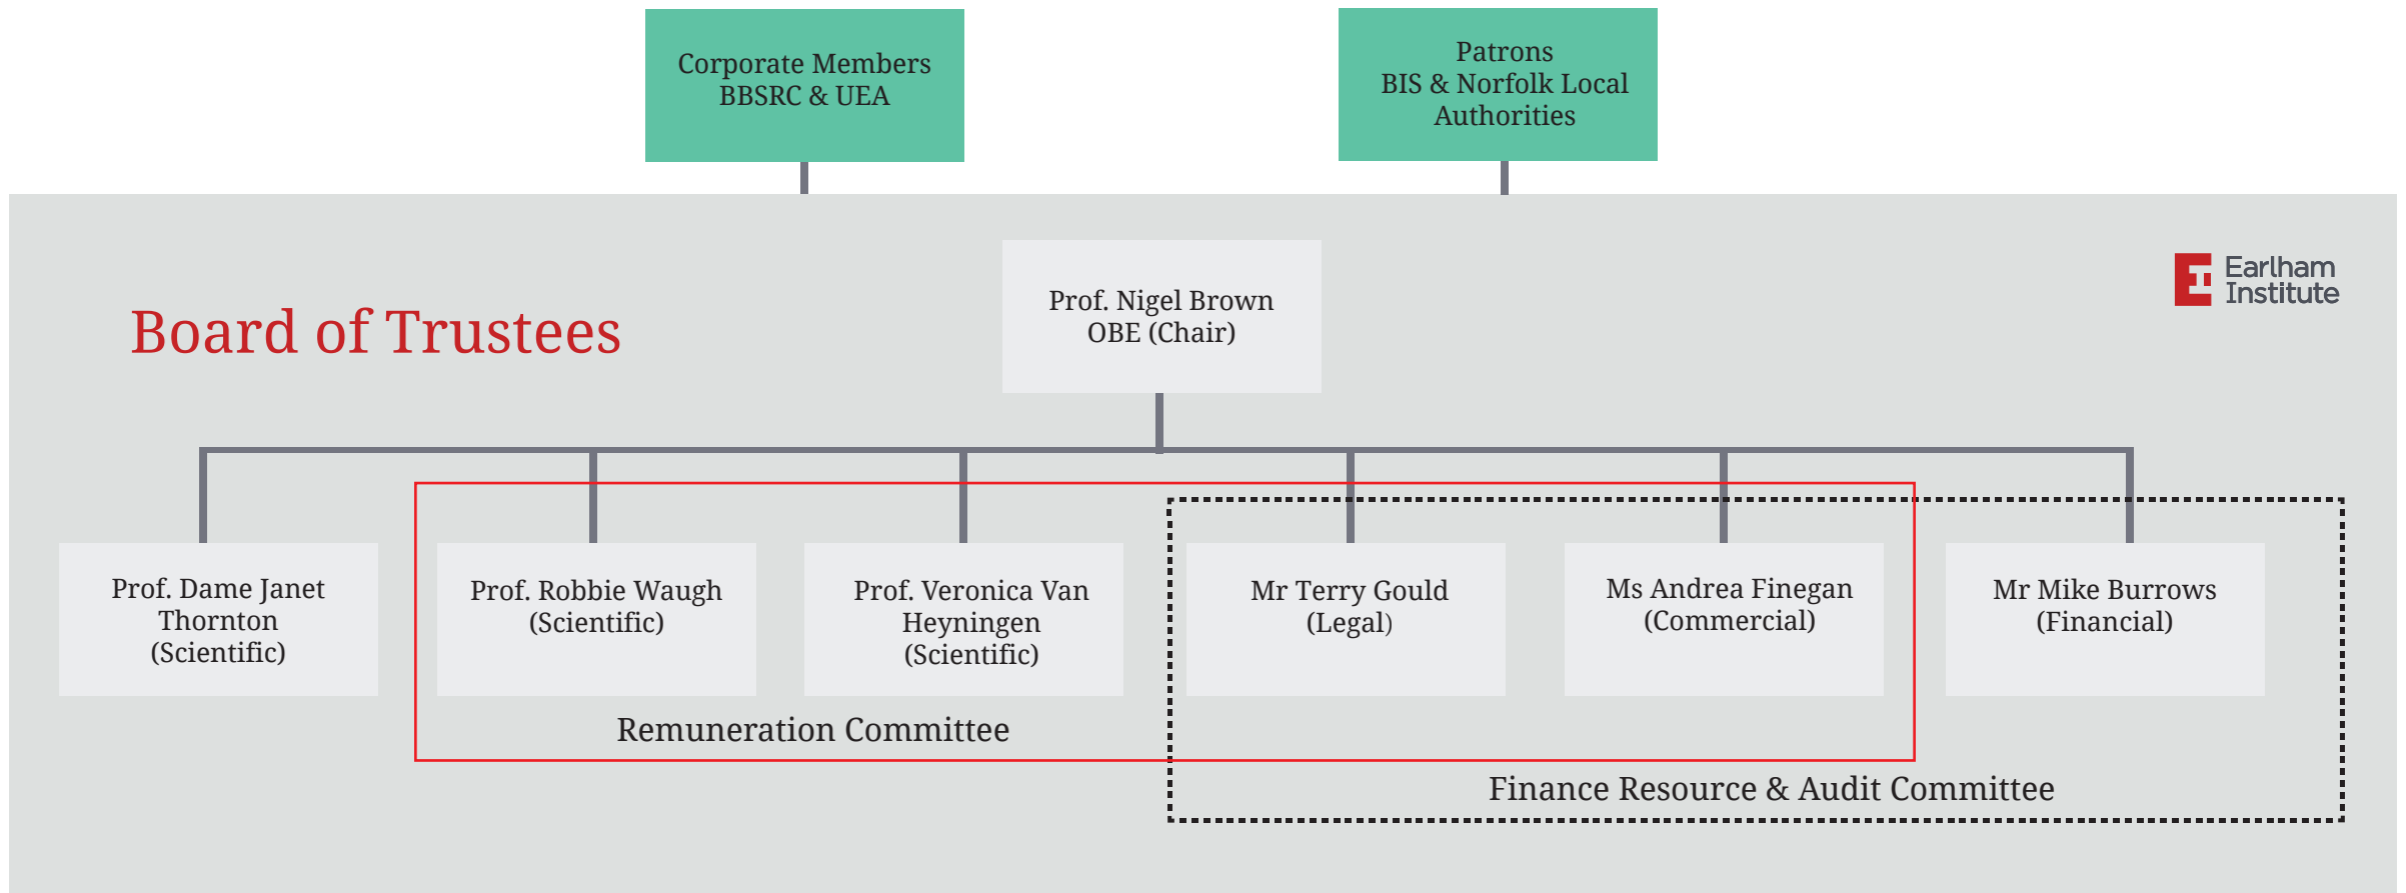 Corporate Members
BBSRC & UEA
Patrons
BIS & Norfolk Local
Authorities
Board of Trustees
Prof. Nigel Brown
OBE (Chair)
Earlham
Institute
Prof. Dame Janet
Thornton
(Scientific)
Prof. Robbie Waugh
(Scientific)
Prof. Veronica Van
Heyningen
(Scientific)
Mr Terry Gould
(Legal)
Ms Andrea Finegan
(Commercial)
Mr Mike Burrows
(Financial)
Remuneration Committee
Finance Resource & Audit Committee